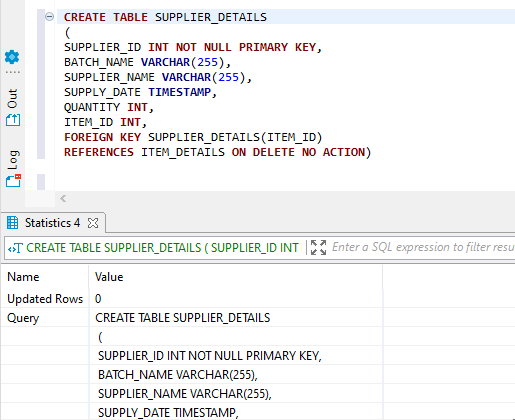 CREATE TABLE SUPPLIER_DETAILS
(
SUPPLIER_ID INT NOT NULL PRIMARY KEY,
BATCH_NAME VARCHAR(255),
SUPPLIER_NAME VARCHAR(255),
SUPPLY_DATE TIMESTAMP,
QUANTITY INT,
ITEM_ID INT,
FOREIGN KEY SUPPLIER_DETAILS(ITEM_ID)
REFERENCES ITEM_DETAILS ON DELETE NO ACTION)
Out
Log
Statistics 4
CREATE TABLE SUPPLIER_DETAILS ( SUPPLIER_ID INT
Enter a SQL expression to filter resu
Name Value
Updated Rows 0
Query CREATE TABLE SUPPLIER_DETAILS
(
SUPPLIER_ID INT NOT NULL PRIMARY KEY,
BATCH_NAME VARCHAR(255),
SUPPLIER_NAME VARCHAR(255),
SUPPLY_DATE TIMESTAMP,